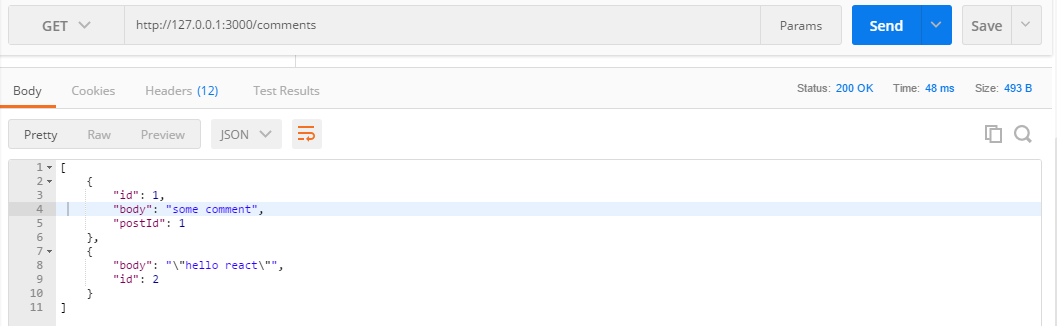 GET http://127.0.0.1:3000/comments Params Send Save
Body Cookies Headers (12) Test Results Status: 200 OK Time: 48 ms Size: 493 B
Pretty Raw Preview JSON
1 [
2 {
3 "id": 1,
4 "body": "some comment",
5 "postId": 1
6 },
7 {
8 "body": "\"hello react\"",
9 "id": 2
10 }
11 ]